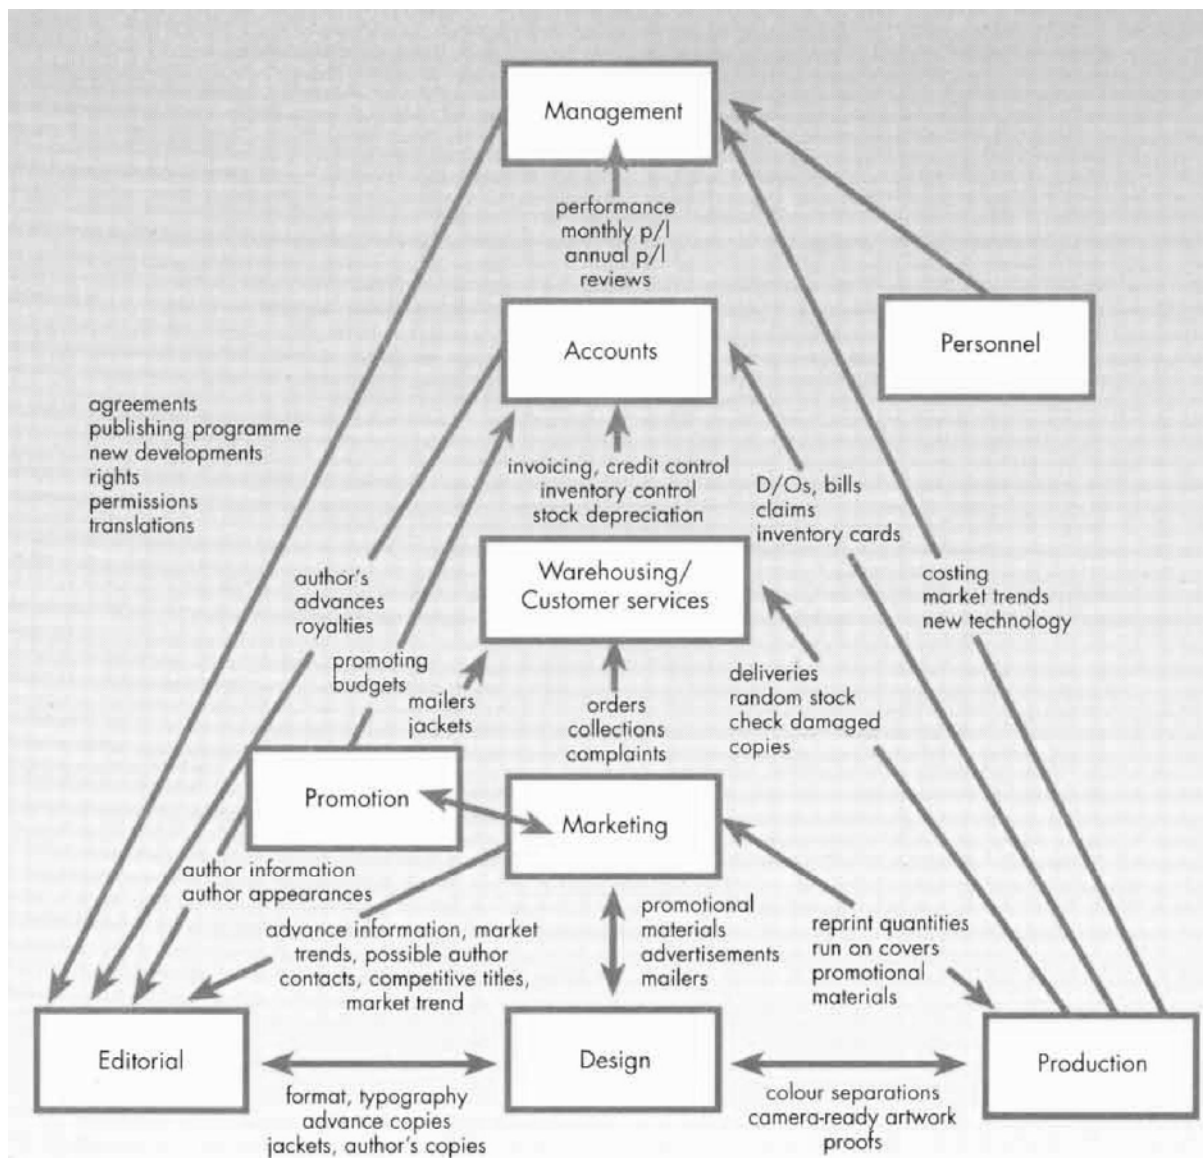 Management
performance
monthly p/l
annual p/l
reviews
Accounts
Personnel
agreements
publishing programme
new developments
rights
permissions
translations
invoicing, credit control
inventory control
stock depreciation
D/Os, bills
claims
inventory cards
Warehousing/
Customer services
author's
advances
royalties
costing
market trends
new technology
promoting
budgets
mailers
jackets
orders
collections
complaints
deliveries
random stock
check damaged
copies
Promotion
Marketing
author information
author appearances
advance information, market
trends, possible author
contacts, competitive titles,
market trend
promotional
materials
advertisements
mailers
reprint quantities
run on covers
promotional
materials
Editorial
Design
Production
format, typography
advance copies
jackets, author's copies
colour separations
camera-ready artwork
proofs